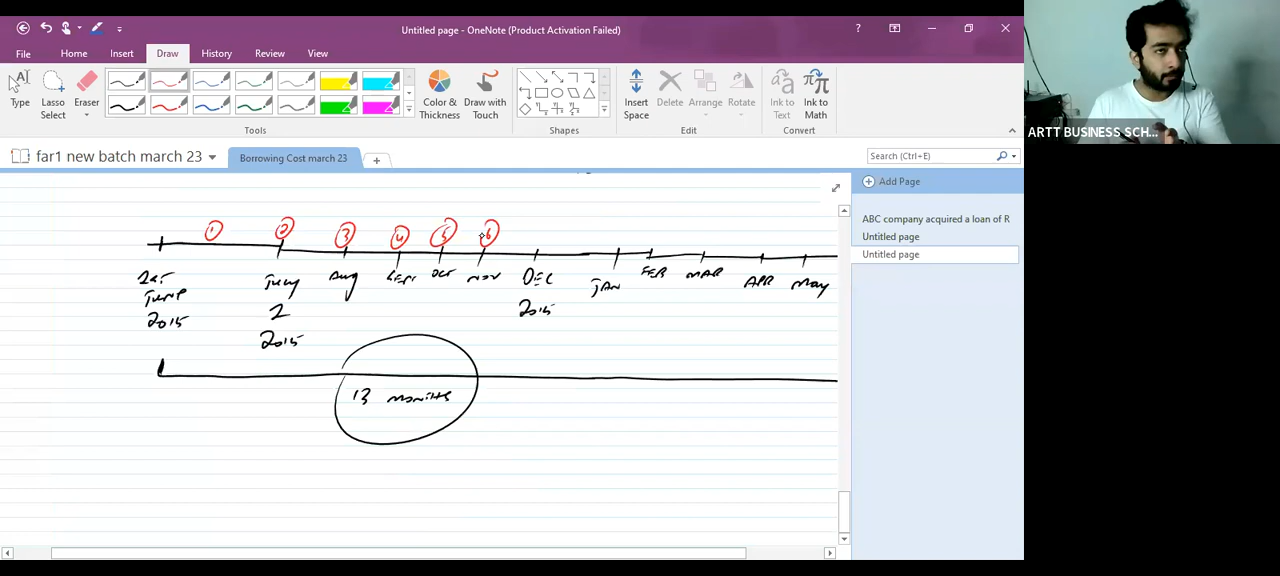 Untitled page - OneNote (Product Activation Failed)
?
File Home Insert Draw History Review View
Type
Lasso Select
Eraser
Color & Thickness
Draw with Touch
Insert Space
Delete
Arrange
Rotate
Ink to Text
Ink to Math
Tools
Shapes
Edit
Convert
ARTT BUSINESS SCH...
far1 new batch march 23
Borrowing Cost march 23
Search (Ctrl+E)
Add Page
ABC company acquired a loan of R
Untitled page
Untitled page
1 2 3 4 5 6
1st June 2015
July 2 2015
Aug
Sept
Oct
Nov
DEC 2015
JAN
FEB
MAR
APR
May
13 months